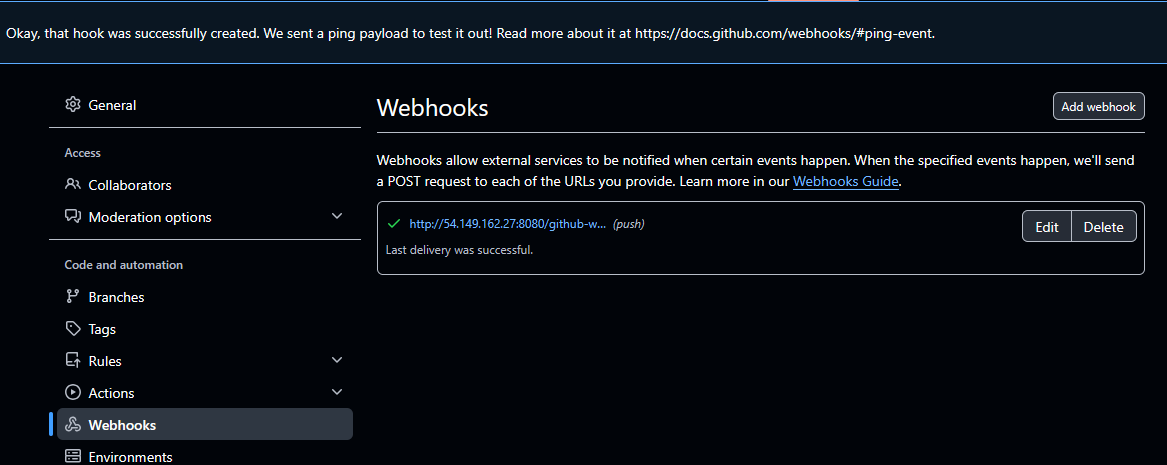 Okay, that hook was successfully created. We sent a ping payload to test it out! Read more about it at https://docs.github.com/webhooks/#ping-event.
General
Access
Collaborators
Moderation options
Code and automation
Branches
Tags
Rules
Actions
Webhooks
Environments
Webhooks
Add webhook
Webhooks allow external services to be notified when certain events happen. When the specified events happen, we'll send
a POST request to each of the URLs you provide. Learn more in our Webhooks Guide.
http://54.149.162.27:8080/github-w... (push)
Edit
Delete
Last delivery was successful.